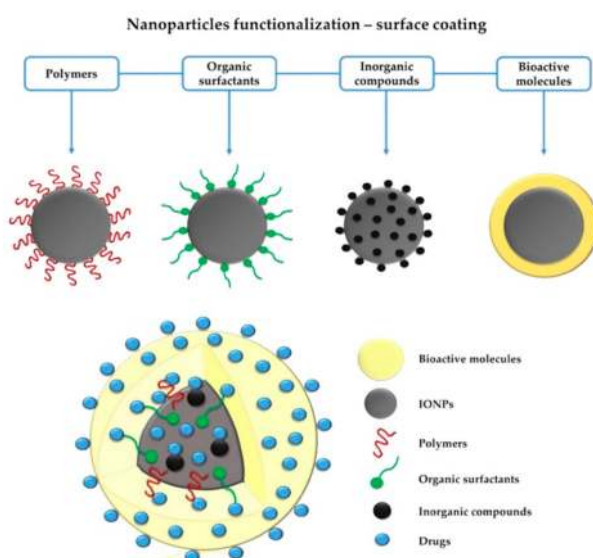 Nanoparticles functionalization – surface coating
Polymers
Organic
surfactants
Inorganic
compounds
Bioactive
molecules
Bioactive molecules
IONPs
Polymers
Organic surfactants
Inorganic compounds
Drugs